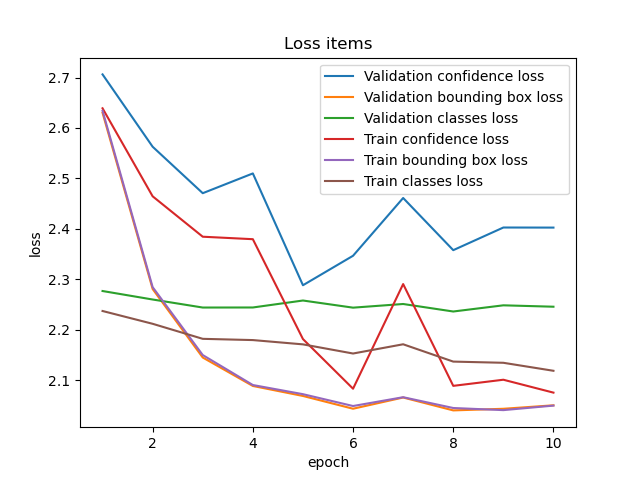 Loss items
2.7
2.6
2.5
2.4
2.3
2.2
2.1
loss
Validation confidence loss
Validation bounding box loss
Validation classes loss
Train confidence loss
Train bounding box loss
Train classes loss
2 4 6 8 10
epoch